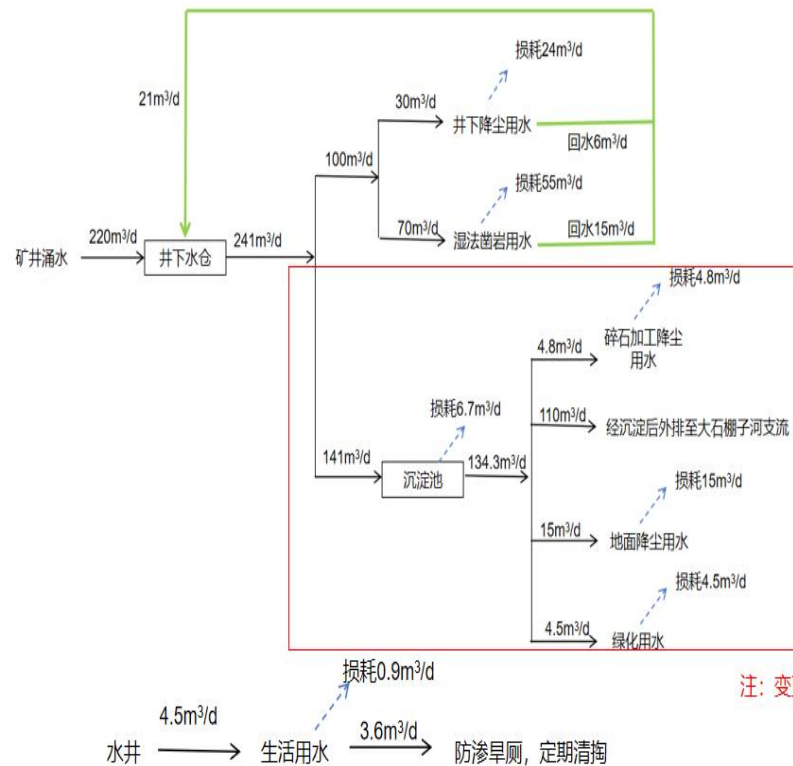 损耗24m³/d
21m³/d
30m³/d
井下降尘用水
回水6m³/d
100m³/d
损耗55m³/d
70m³/d
湿法凿岩用水
回水15m³/d
220m³/d
241m³/d
矿井涌水
井下水仓
损耗4.8m³/d
碎石加工降尘
用水
4.8m³/d
损耗6.7m³/d
110m³/d
经沉淀后外排至大石棚子河支流
141m³/d
沉淀池
134.3m³/d
损耗15m³/d
15m³/d
地面降尘用水
损耗4.5m³/d
4.5m³/d
绿化用水
注：变
损耗0.9m³/d
4.5m³/d
水井
生活用水
3.6m³/d
防渗旱厕，定期清掏